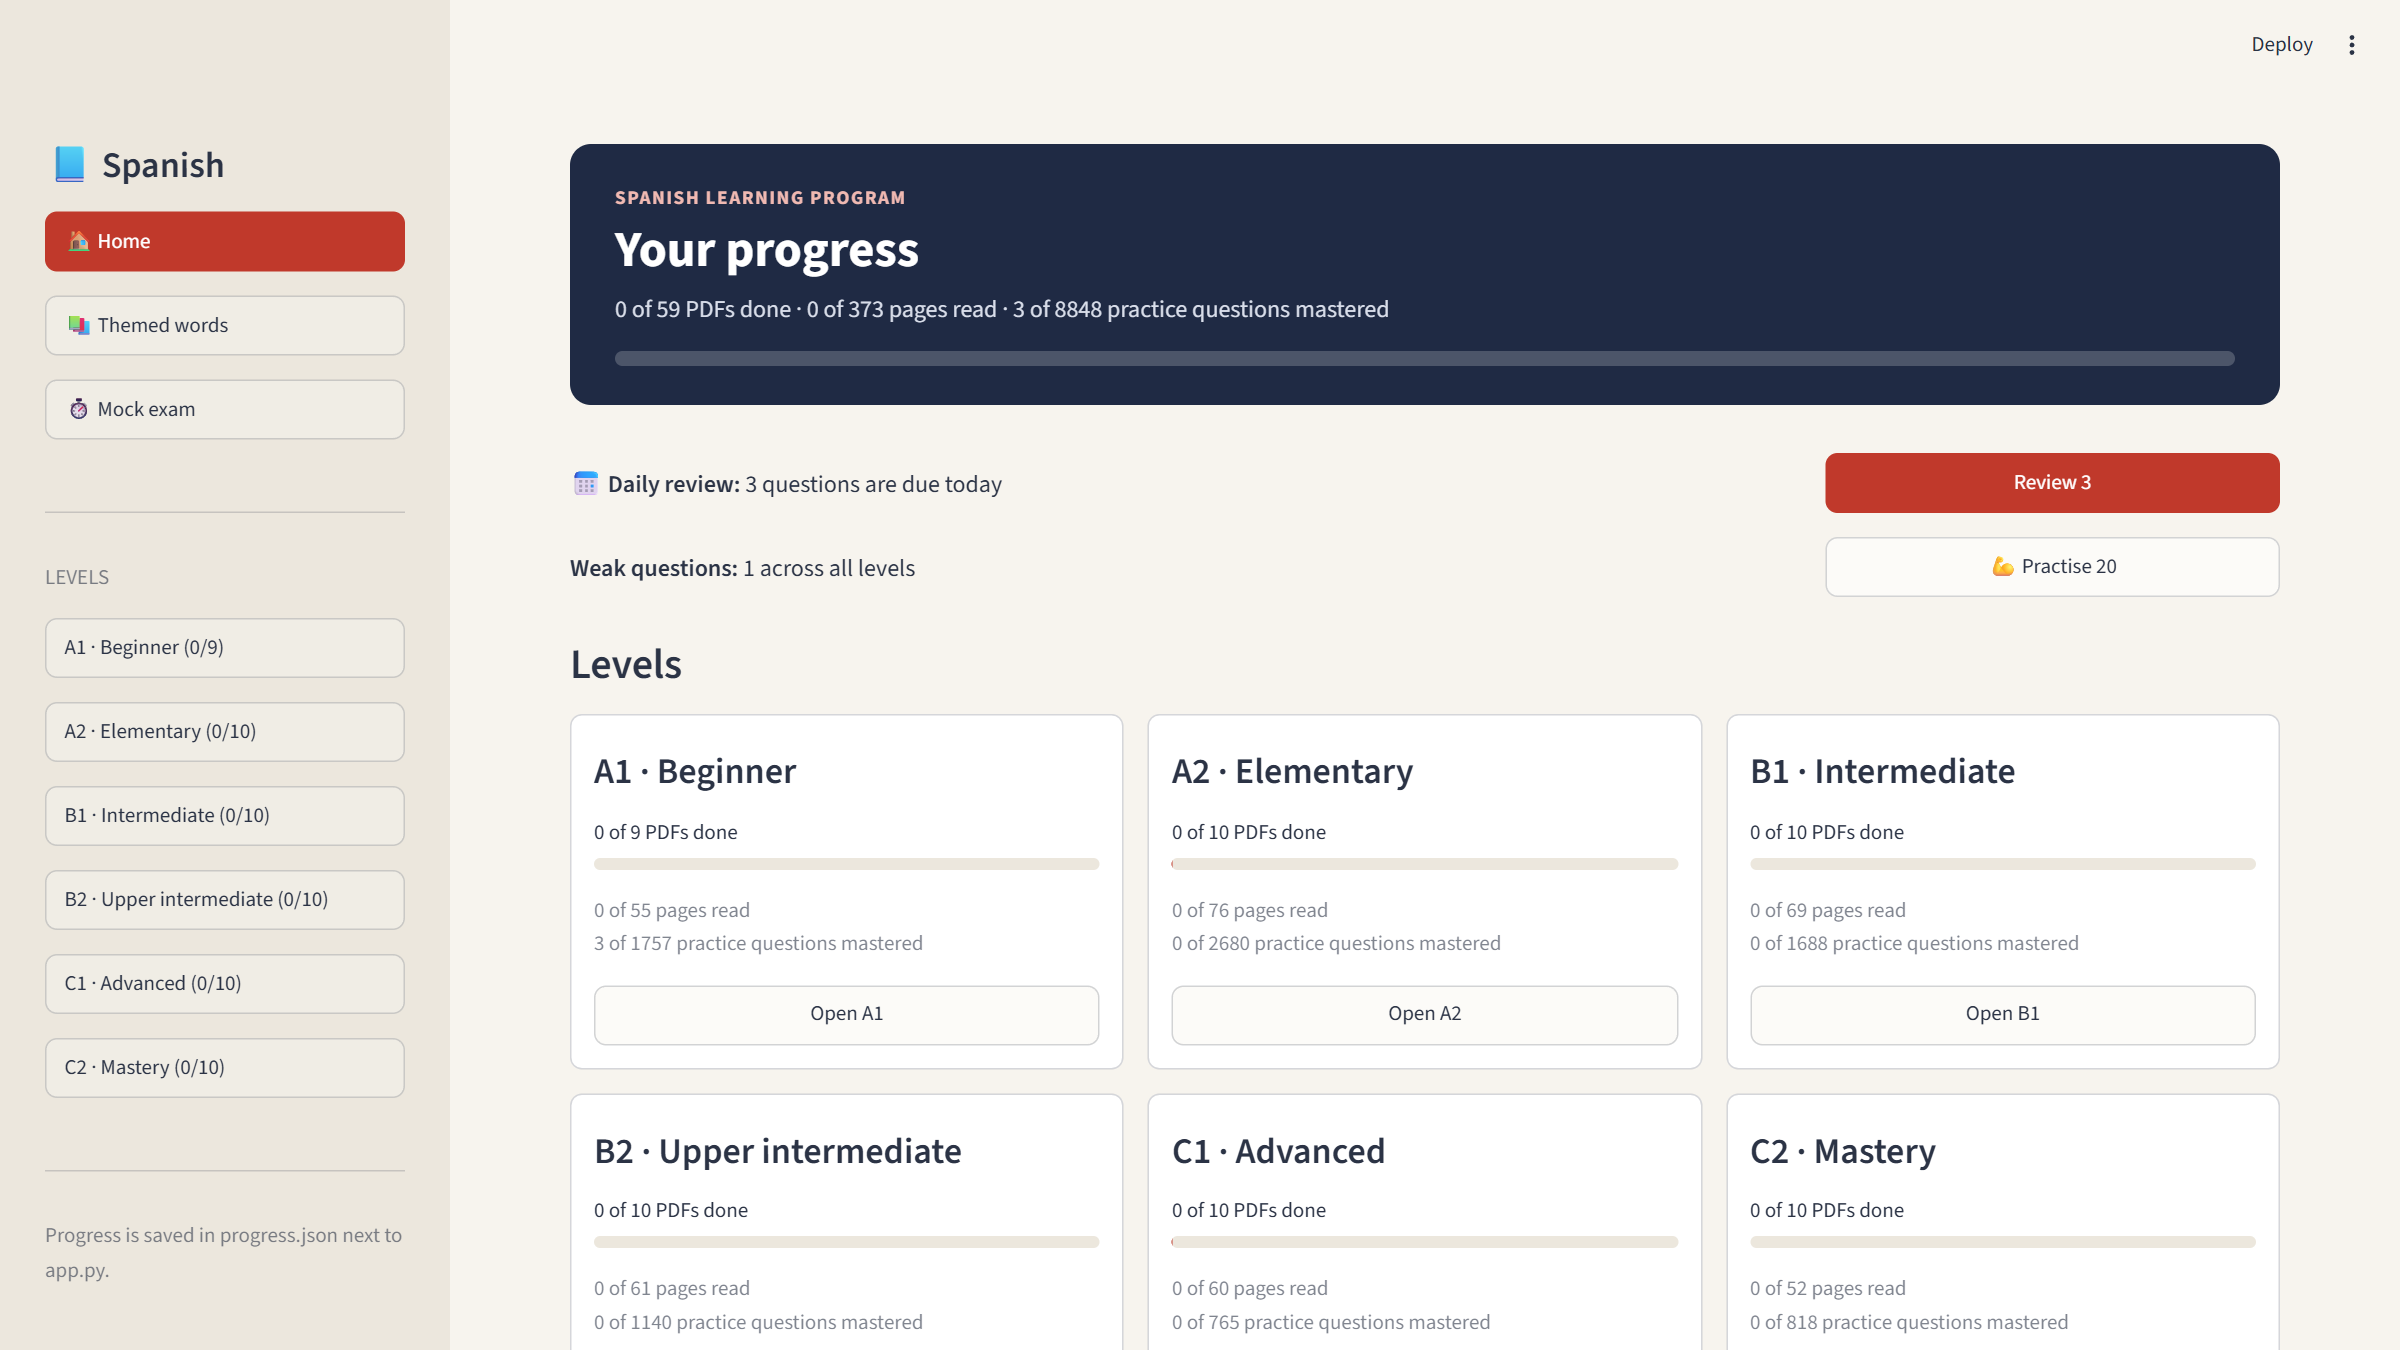 Deploy
Spanish
Home
Themed words
Mock exam
LEVELS
A1 · Beginner (0/9)
A2 · Elementary (0/10)
B1 · Intermediate (0/10)
B2 · Upper intermediate (0/10)
C1 · Advanced (0/10)
C2 · Mastery (0/10)
Progress is saved in progress.json next to
app.py.
SPANISH LEARNING PROGRAM
Your progress
0 of 59 PDFs done · 0 of 373 pages read · 3 of 8848 practice questions mastered
Daily review: 3 questions are due today
Review 3
Weak questions: 1 across all levels
Practise 20
Levels
A1 · Beginner
0 of 9 PDFs done
0 of 55 pages read
3 of 1757 practice questions mastered
Open A1
A2 · Elementary
0 of 10 PDFs done
0 of 76 pages read
0 of 2680 practice questions mastered
Open A2
B1 · Intermediate
0 of 10 PDFs done
0 of 69 pages read
0 of 1688 practice questions mastered
Open B1
B2 · Upper intermediate
0 of 10 PDFs done
0 of 61 pages read
0 of 1140 practice questions mastered
C1 · Advanced
0 of 10 PDFs done
0 of 60 pages read
0 of 765 practice questions mastered
C2 · Mastery
0 of 10 PDFs done
0 of 52 pages read
0 of 818 practice questions mastered